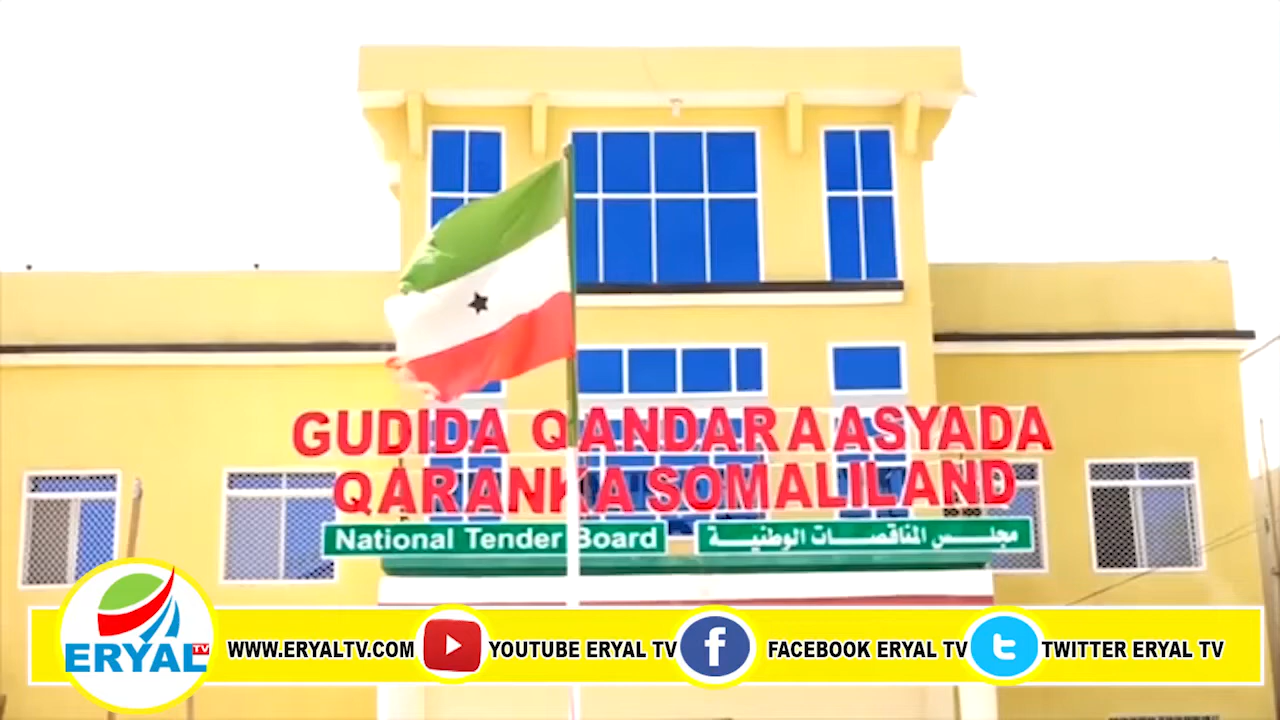 GUDIDA QANDARAASYADA
QARANKA SOMALILAND
National Tender Board
مجلس المناقصات الوطنية
ERYAL TV
WWW.ERYALTV.COM
YOUTUBE ERYAL TV
FACEBOOK ERYAL TV
TWITTER ERYAL TV